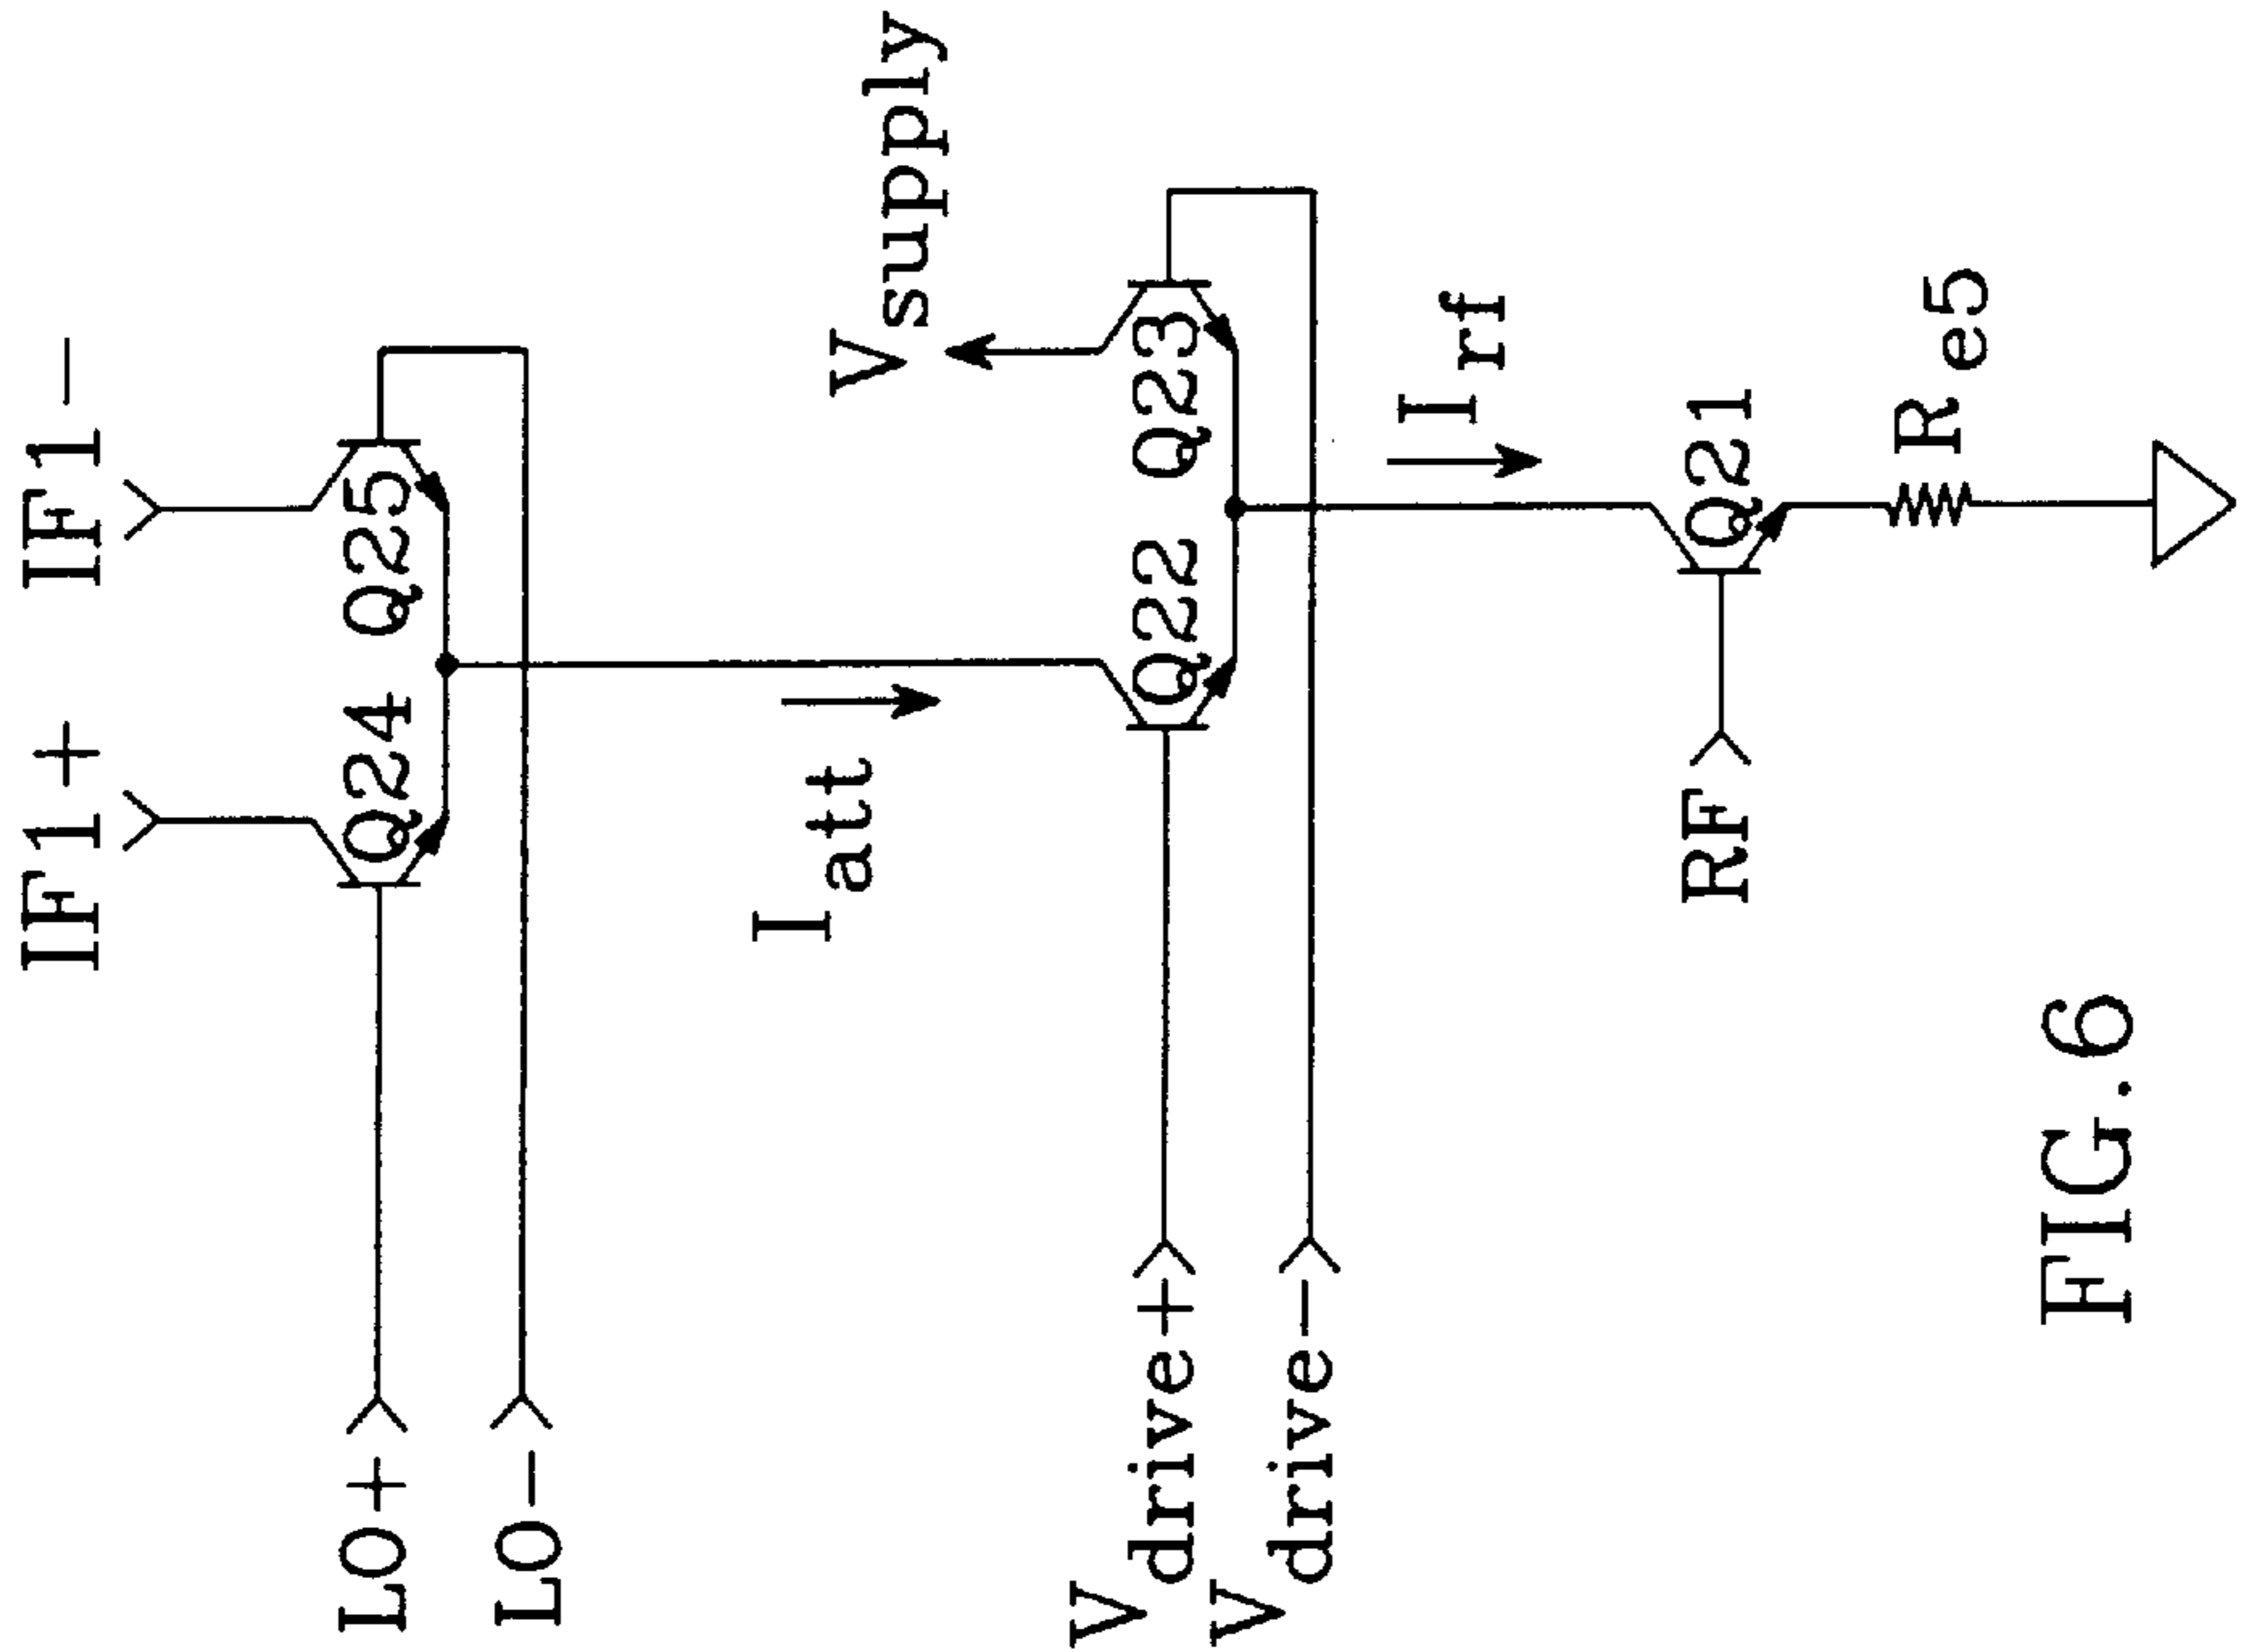 IF1+
IF1-
Q24
Q25
LO+
LO-
Iatt
Vsupply
Q22
Q23
Vdrive+
Vdrive-
Irf
RF
Q21
Re5
FIG.6